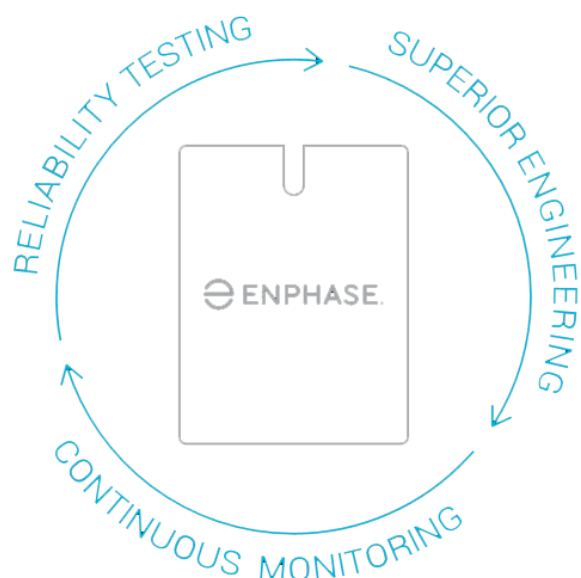 RELIABILITY TESTING
SUPERIOR ENGINEERING
ENPHASE.
CONTINUOUS MONITORING